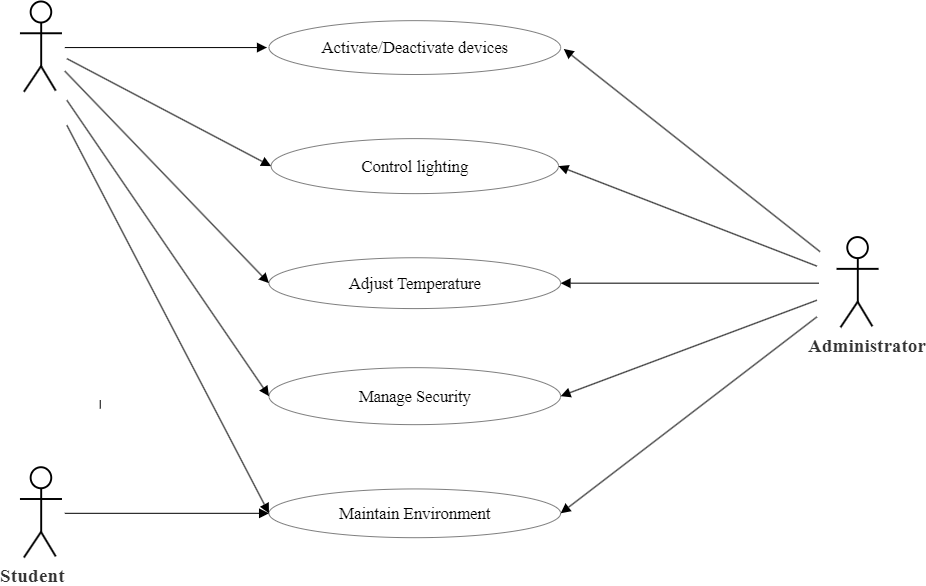 Activate/Deactivate devices
Control lighting
Adjust Temperature
Administrator
Manage Security
Maintain Environment
Student